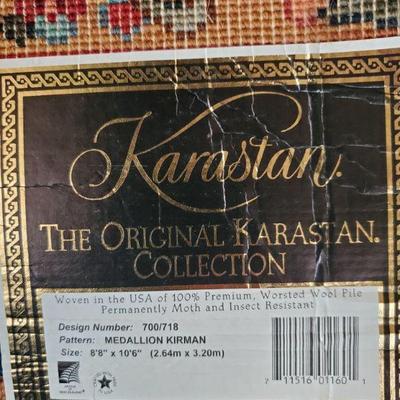 Karastan.
THE ORIGINAL KARASTAN.
COLLECTION
Woven in the USA of 100% Premium, Worsted Wool Pile
Permanently Moth and Insect Resistant
Design Number: 700/718
Pattern: MEDALLION KIRMAN
Size: 8'8" x 10'6" (2.64m x 3.20m)
7 11516 01160 1